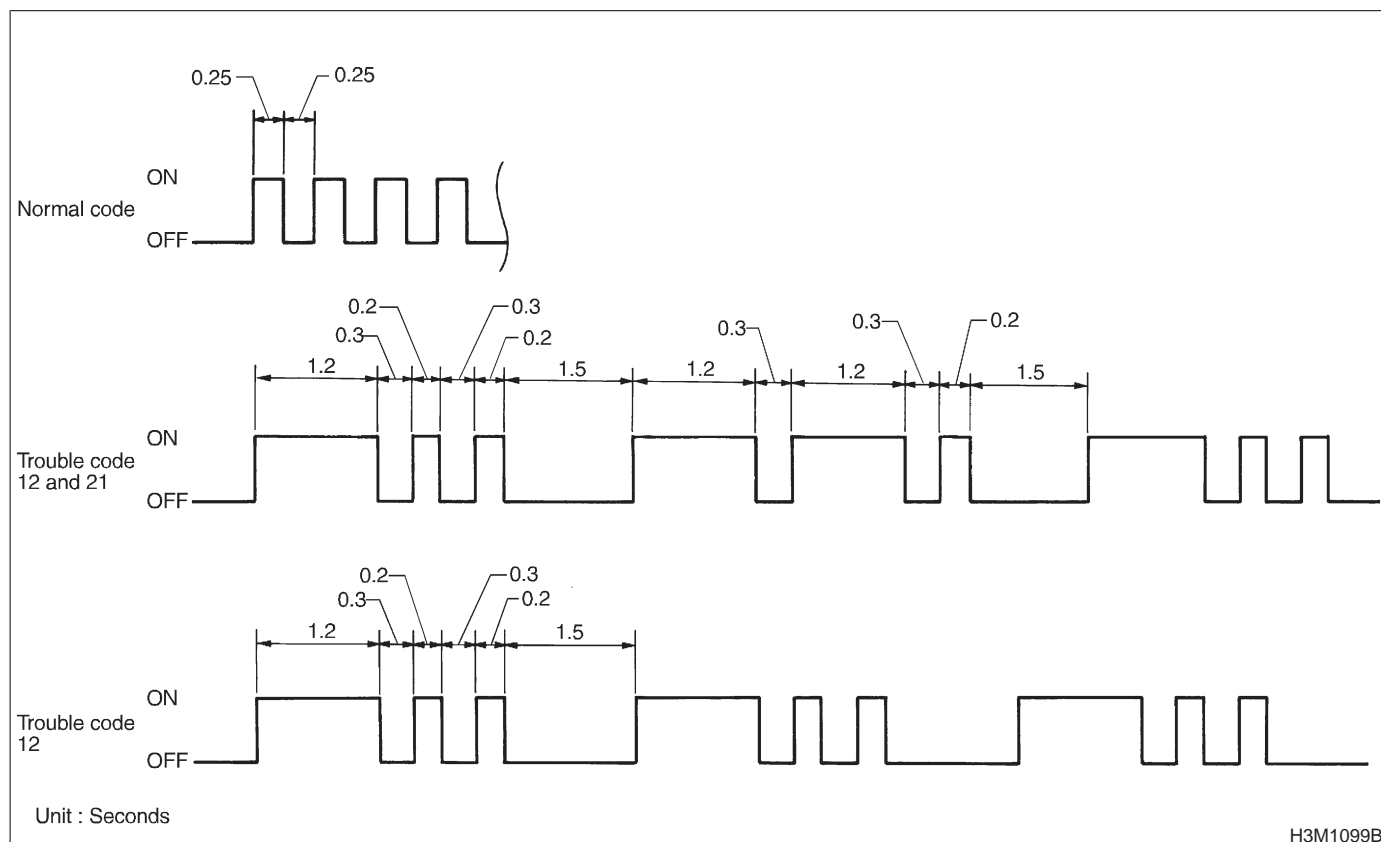 0.25 0.25
ON
Normal code
OFF
0.2 0.3
0.3 0.2 0.3 0.3 0.2
1.2 1.5 1.2 1.2 1.5
ON
Trouble code
12 and 21
OFF
0.2 0.3
0.3 0.2
1.2 1.5
ON
Trouble code
12
OFF
Unit : Seconds
H3M1099B